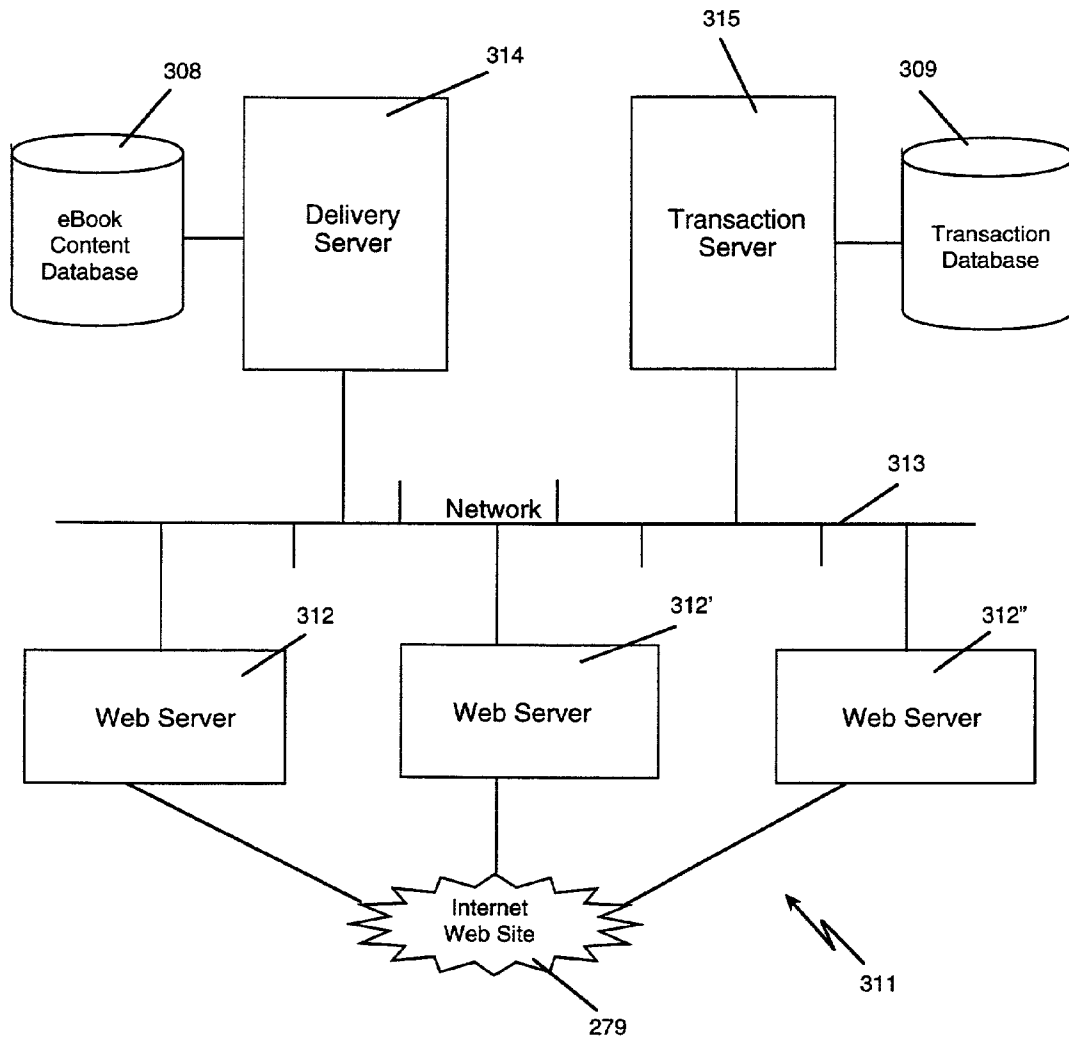 315
314
308
309
eBook
Content
Database
Delivery
Server
Transaction
Server
Transaction
Database
313
Network
312
312'
312"
Web Server
Web Server
Web Server
Internet
Web Site
311
279